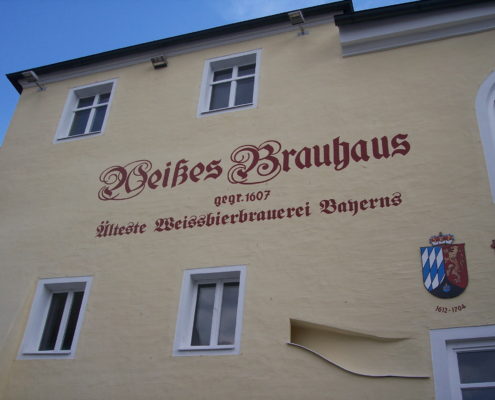 Weißes Brauhaus
gegr. 1607
Älteste Weissbierbrauerei Bayerns
1612-1704